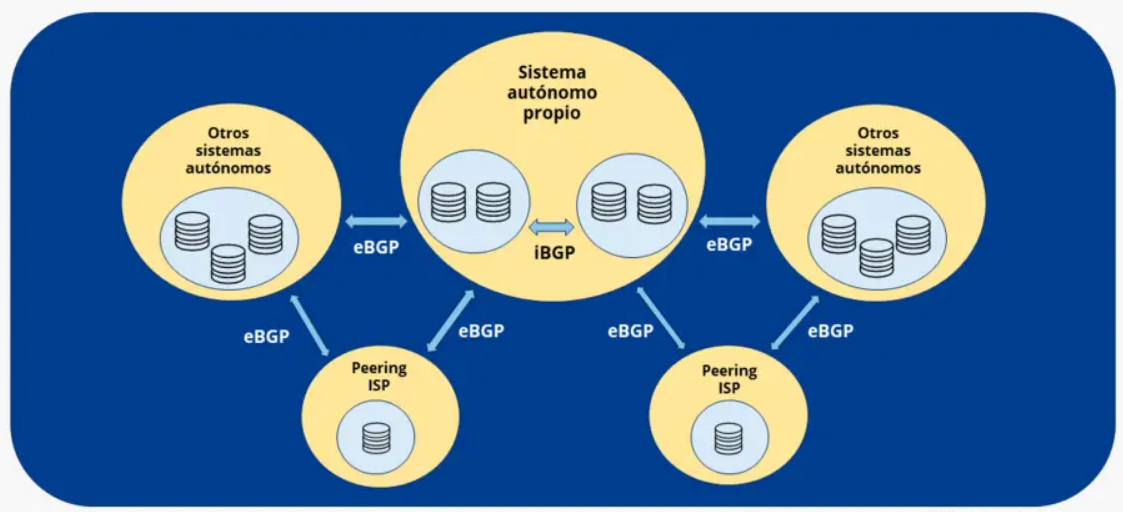 Sistema
autónomo
propio
Otros
sistemas
autónomos
Otros
sistemas
autónomos
eBGP
iBGP
eBGP
eBGP
eBGP
eBGP
eBGP
Peering
ISP
Peering
ISP